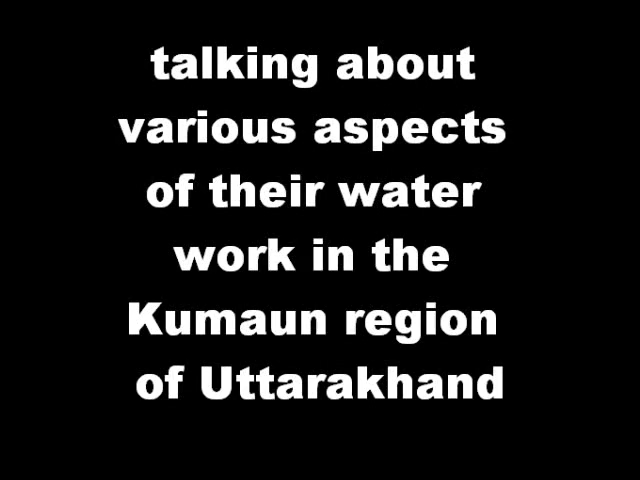 talking about
various aspects
of their water
work in the
Kumaun region
of Uttarakhand